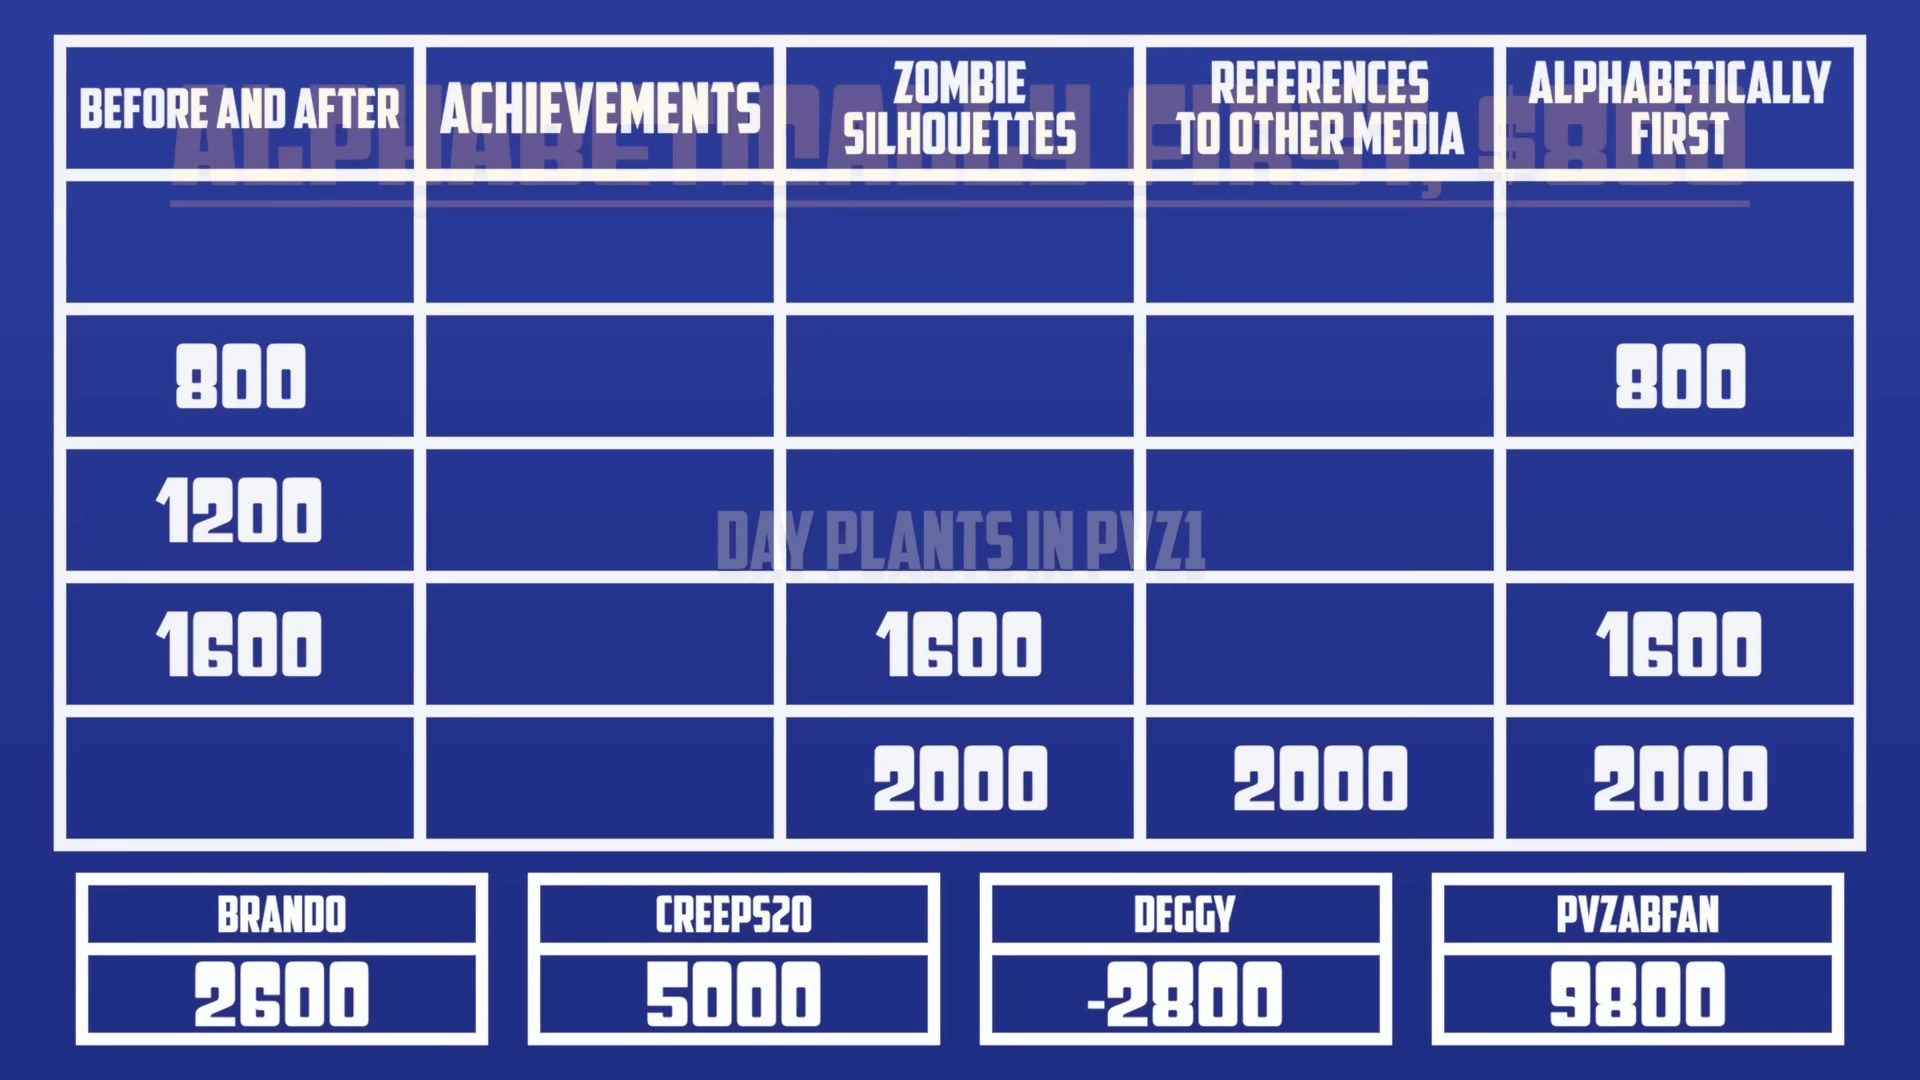 BEFORE AND AFTER
ACHIEVEMENTS
ZOMBIE
SILHOUETTES
REFERENCES
TO OTHER MEDIA
ALPHABETICALLY
FIRST
ALPHABETICALLY FIRST, $800
800
800
1200
DAY PLANTS IN PVZ1
1600
1600
1600
2000
2000
2000
BRANDO
CREEPS20
DEGGY
PVZABFAN
2600
5000
-2800
9800